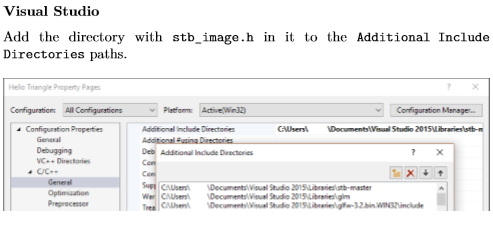 Visual Studio
Add the directory with stb_image.h in it to the Additional Include
Directories paths.
Hello Triangle Property Pages ? ×
Configuration: All Configurations Platform: Active(Win32) Configuration Manager...
Configuration Properties Additional Include Directories C:\Users\ \Documents\Visual Studio 2015\Libraries\stb-m
General Additional #using Directories
Debugging Deb Additional Include Directories ? ×
VC++ Directories Con
C/C++ Con
General Sup C:\Users\ \Documents\Visual Studio 2015\Libraries\stb-master
Optimization War C:\Users\ \Documents\Visual Studio 2015\Libraries\glm
Preprocessor Trea C:\Users\ \Documents\Visual Studio 2015\Libraries\glfw-3.2.bin.WIN32\include